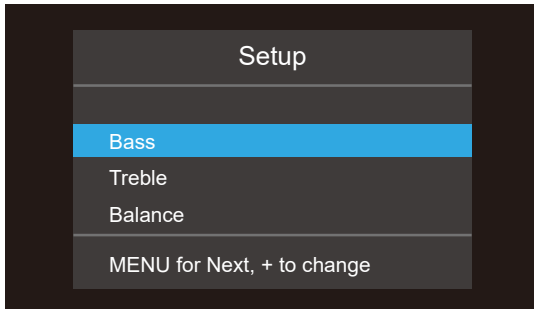 Setup
Bass
Treble
Balance
MENU for Next, + to change